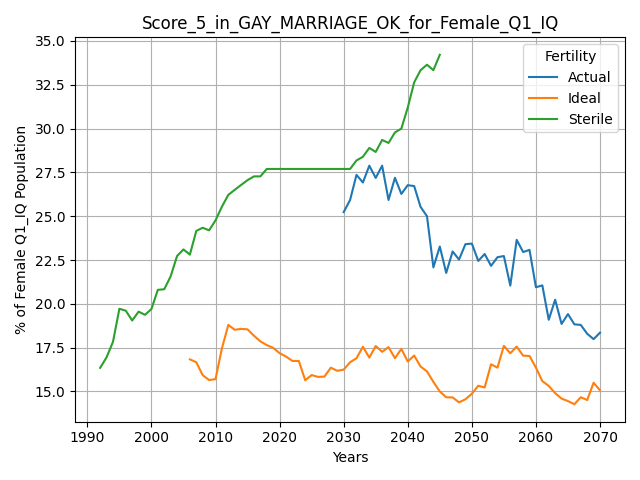 Score_5_in_GAY_MARRIAGE_OK_for_Female_Q1_IQ
% of Female Q1_IQ Population
35.0
32.5
30.0
27.5
25.0
22.5
20.0
17.5
15.0
Fertility
Actual
Ideal
Sterile
1990 2000 2010 2020 2030 2040 2050 2060 2070
Years